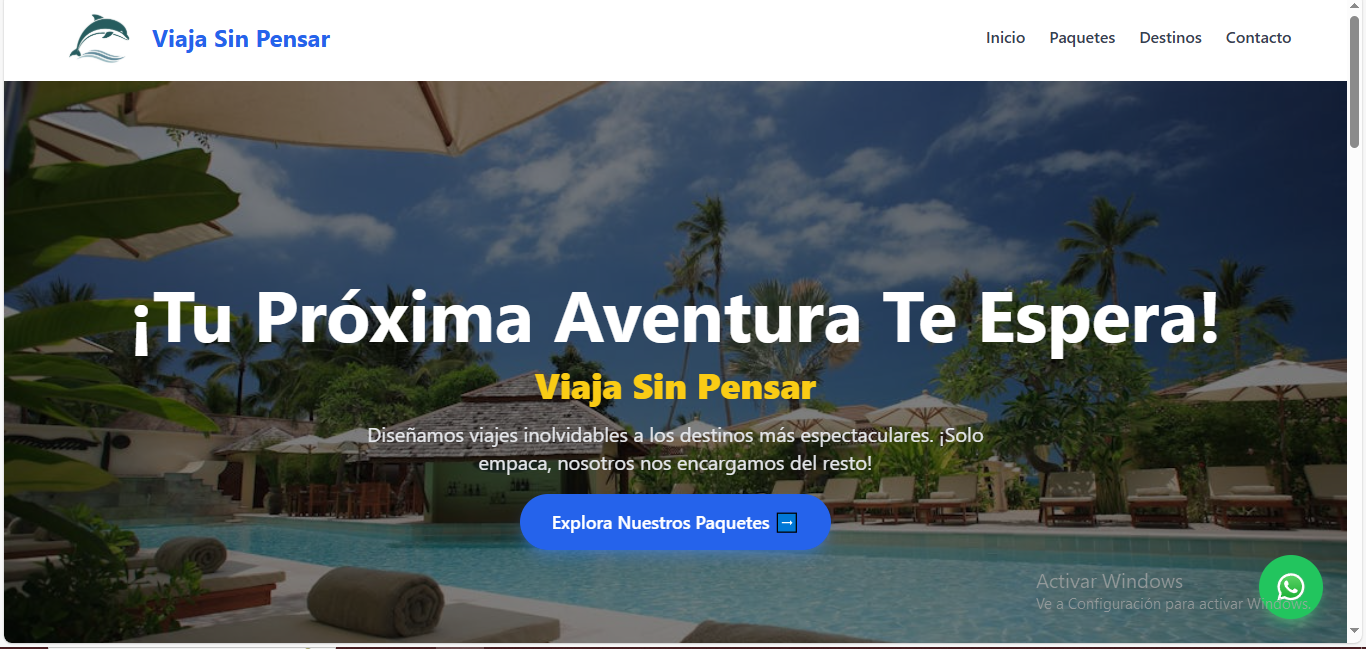 Viaja Sin Pensar
Inicio Paquetes Destinos Contacto
¡Tu Próxima Aventura Te Espera!
Viaja Sin Pensar
Diseñamos viajes inolvidables a los destinos más espectaculares. ¡Solo
empaca, nosotros nos encargamos del resto!
Explora Nuestros Paquetes ➡
Activar Windows
Ve a Configuración para activar Windows.